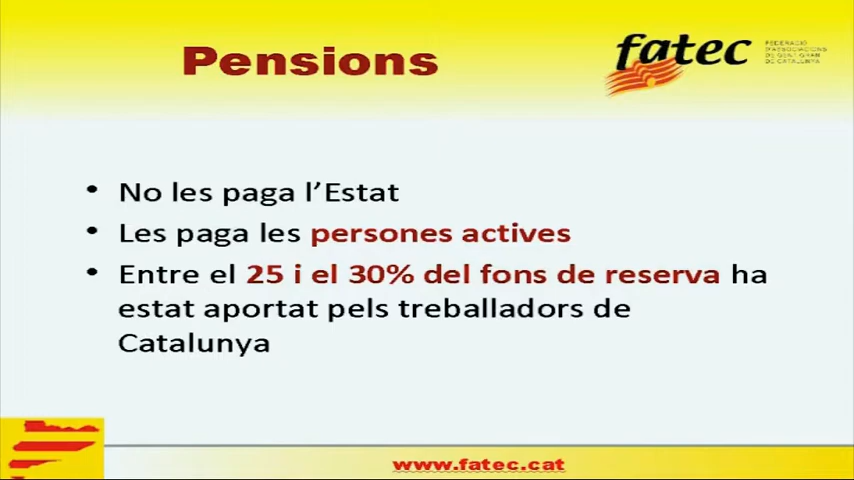 Pensions
fatec
FEDERACIÓ
D'ASSOCIACIONS
DE GENT GRAN
DE CATALUNYA
• No les paga l'Estat
• Les paga les persones actives
• Entre el 25 i el 30% del fons de reserva ha
estat aportat pels treballadors de
Catalunya
www.fatec.cat